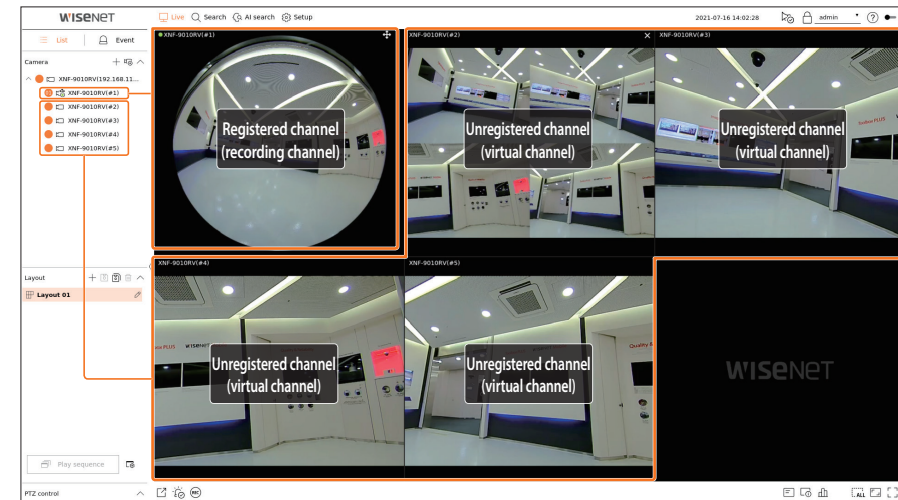 WISENET
Live
Search
AI search
Setup
2021-07-16 14:02:28
admin
List
Event
Camera
XNF-9010RV(192.168.11...
XNF-9010RV(#1)
XNF-9010RV(#2)
XNF-9010RV(#3)
XNF-9010RV(#4)
XNF-9010RV(#5)
XNF-9010RV(#1)
Registered channel
(recording channel)
XNF-9010RV(#2)
Unregistered channel
(virtual channel)
XNF-9010RV(#3)
Unregistered channel
(virtual channel)
Layout
Layout 01
XNF-9010RV(#4)
WISENET
Unregistered channel
(virtual channel)
XNF-9010RV(#5)
Quality
Unregistered channel
(virtual channel)
WISENET
Play sequence
PTZ control
REC
ALL